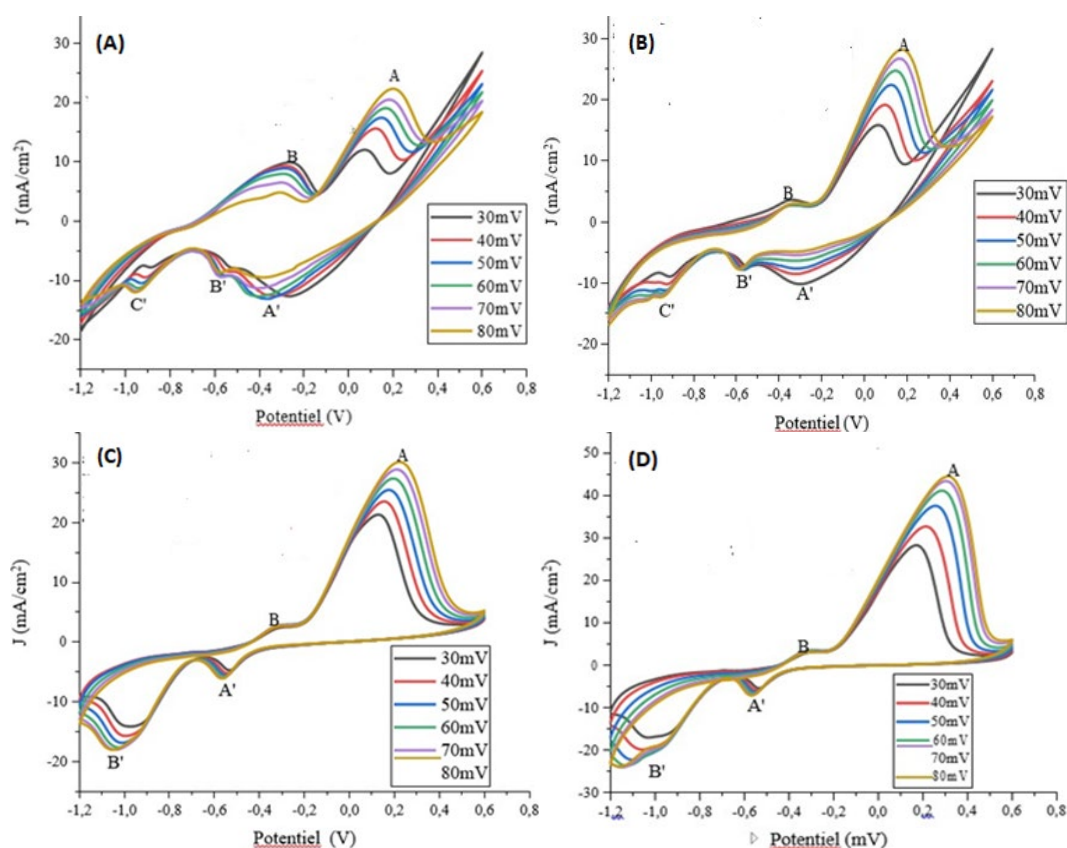 (A)
30
20
10
0
-10
-20
J (mA/cm²)
A
B
A'
B'
C'
30mV
40mV
50mV
60mV
70mV
80mV
-1,2 -1,0 -0,8 -0,6 -0,4 -0,2 0,0 0,2 0,4 0,6 0,8
Potentiel (V)
(B)
30
20
10
0
-10
-20
J (mA/cm²)
A
B
A'
B'
C'
30mV
40mV
50mV
60mV
70mV
80mV
-1,2 -1,0 -0,8 -0,6 -0,4 -0,2 0,0 0,2 0,4 0,6 0,8
Potentiel (V)
(C)
30
20
10
0
-10
-20
J (mA/cm²)
A
B
A'
B'
30mV
40mV
50mV
60mV
70mV
80mV
-1,2 -1,0 -0,8 -0,6 -0,4 -0,2 0,0 0,2 0,4 0,6 0,8
Potentiel (V)
(D)
50
40
30
20
10
0
-10
-20
-30
J (mA/cm²)
A
B
A'
B'
30mV
40mV
50mV
60mV
70mV
80mV
-1,2 -1,0 -0,8 -0,6 -0,4 -0,2 0,0 0,2 0,4 0,6 0,8
Potentiel (mV)